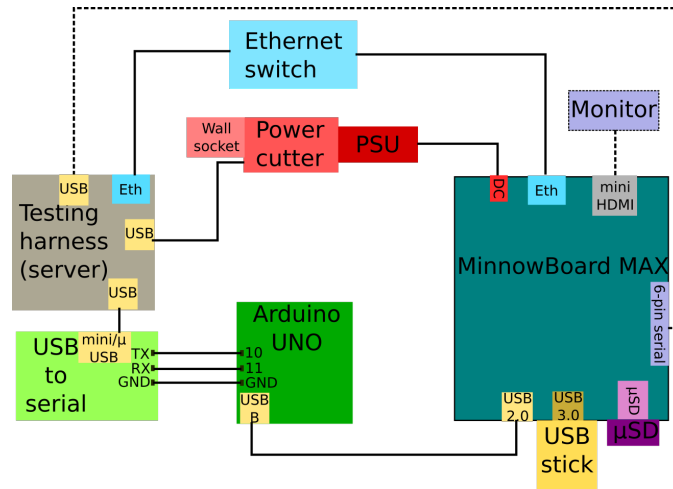 Ethernet
switch
Monitor
Wall
socket
Power
cutter
PSU
USB
Eth
DC
Eth
mini
HDMI
Testing
harness
(server)
USB
USB
MinnowBoard MAX
6-pin serial
mini/µ
USB
USB
to
serial
TX
RX
GND
Arduino
UNO
10
11
GND
USB
B
USB
2.0
USB
3.0
µSD
USB
stick
µSD